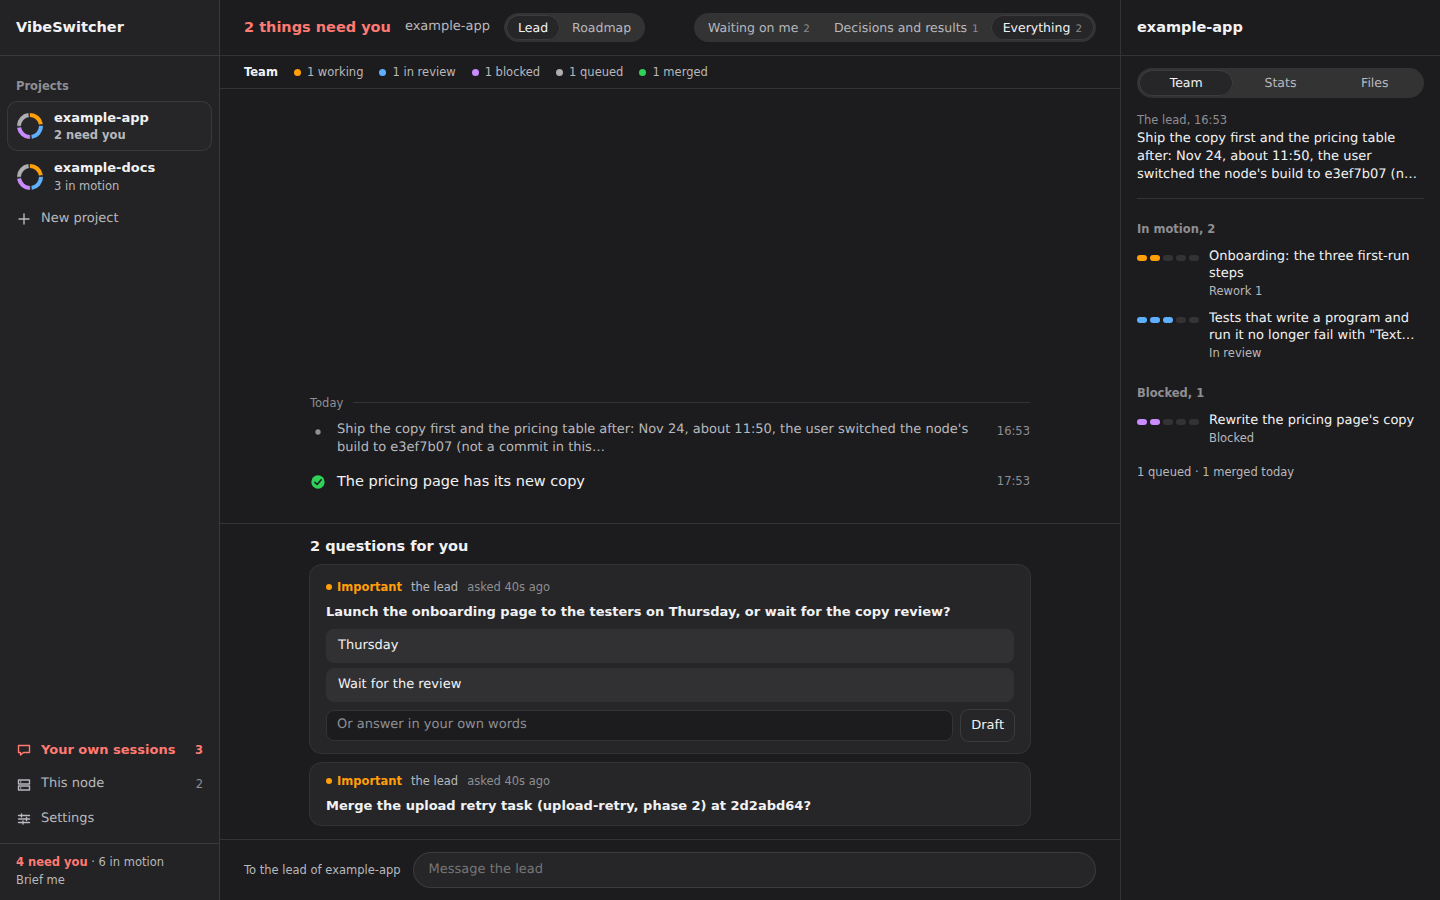 VibeSwitcher
Projects
example-app
2 need you
example-docs
3 in motion
New project
Your own sessions 3
This node 2
Settings
4 need you · 6 in motion
Brief me
2 things need you example-app Lead Roadmap Waiting on me 2 Decisions and results 1 Everything 2
Team 1 working 1 in review 1 blocked 1 queued 1 merged
Today
Ship the copy first and the pricing table after: Nov 24, about 11:50, the user switched the node's 16:53
build to e3ef7b07 (not a commit in this…
The pricing page has its new copy 17:53
2 questions for you
Important the lead asked 40s ago
Launch the onboarding page to the testers on Thursday, or wait for the copy review?
Thursday
Wait for the review
Or answer in your own words Draft
Important the lead asked 40s ago
Merge the upload retry task (upload-retry, phase 2) at 2d2abd64?
To the lead of example-app Message the lead
example-app
Team Stats Files
The lead, 16:53
Ship the copy first and the pricing table
after: Nov 24, about 11:50, the user
switched the node's build to e3ef7b07 (n…
In motion, 2
Onboarding: the three first-run
steps
Rework 1
Tests that write a program and
run it no longer fail with "Text…
In review
Blocked, 1
Rewrite the pricing page's copy
Blocked
1 queued · 1 merged today